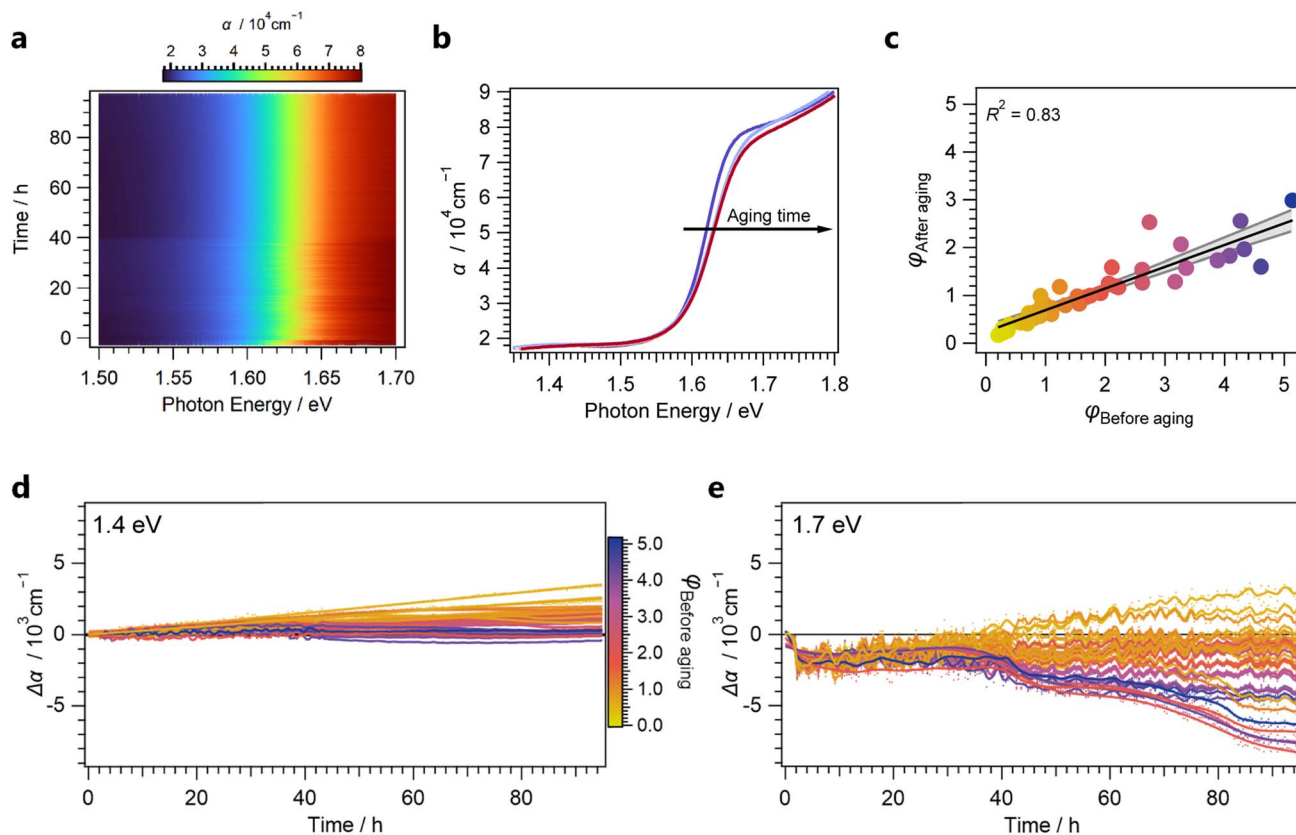 a
α / 10⁴cm⁻¹
2 3 4 5 6 7 8
Time / h
80
60
40
20
0
1.50 1.55 1.60 1.65 1.70
Photon Energy / eV
b
α / 10⁴cm⁻¹
9
8
7
6
5
4
3
2
Aging time
1.4 1.5 1.6 1.7 1.8
Photon Energy / eV
c
R² = 0.83
φAfter aging
5
4
3
2
1
0
0 1 2 3 4 5
φBefore aging
d
1.4 eV
Δα / 10³cm⁻¹
5
0
-5
0 20 40 60 80
Time / h
5.0
4.0
3.0
2.0
1.0
0.0
φBefore aging
e
1.7 eV
Δα / 10³cm⁻¹
5
0
-5
0 20 40 60 80
Time / h